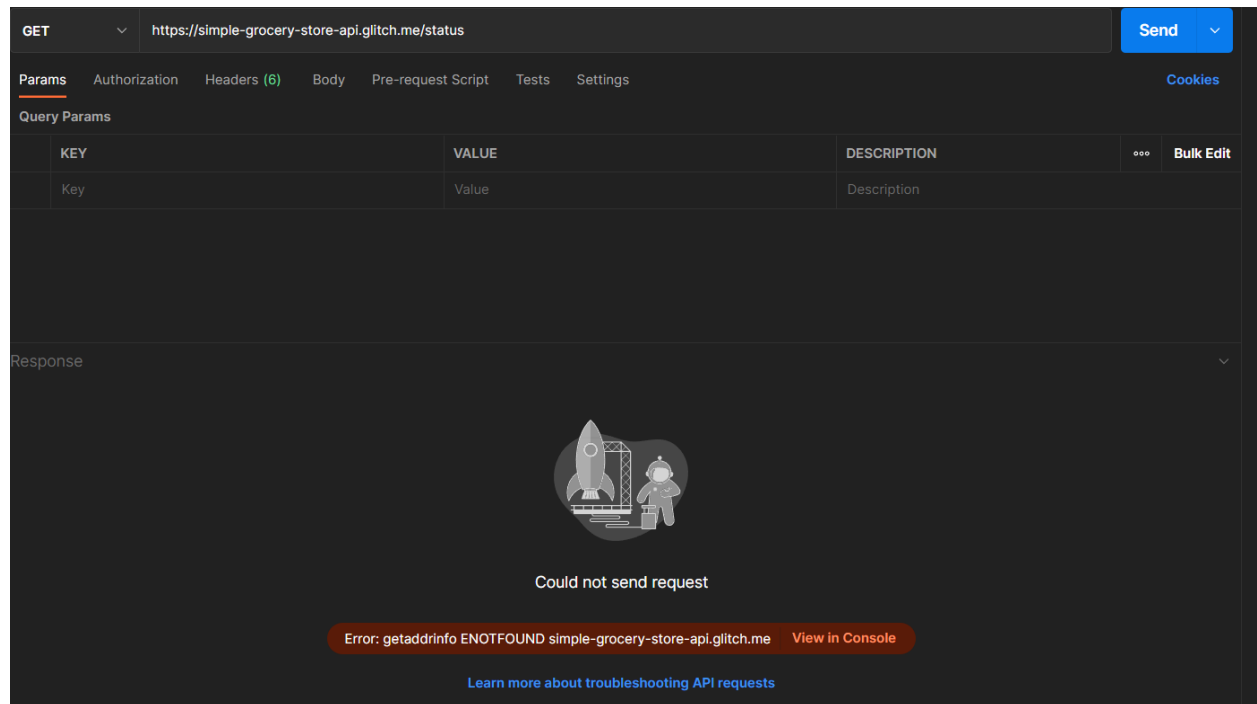 GET https://simple-grocery-store-api.glitch.me/status Send
Params Authorization Headers (6) Body Pre-request Script Tests Settings Cookies
Query Params
KEY VALUE DESCRIPTION ooo Bulk Edit
Key Value Description
Response
Could not send request
Error: getaddrinfo ENOTFOUND simple-grocery-store-api.glitch.me View in Console
Learn more about troubleshooting API requests